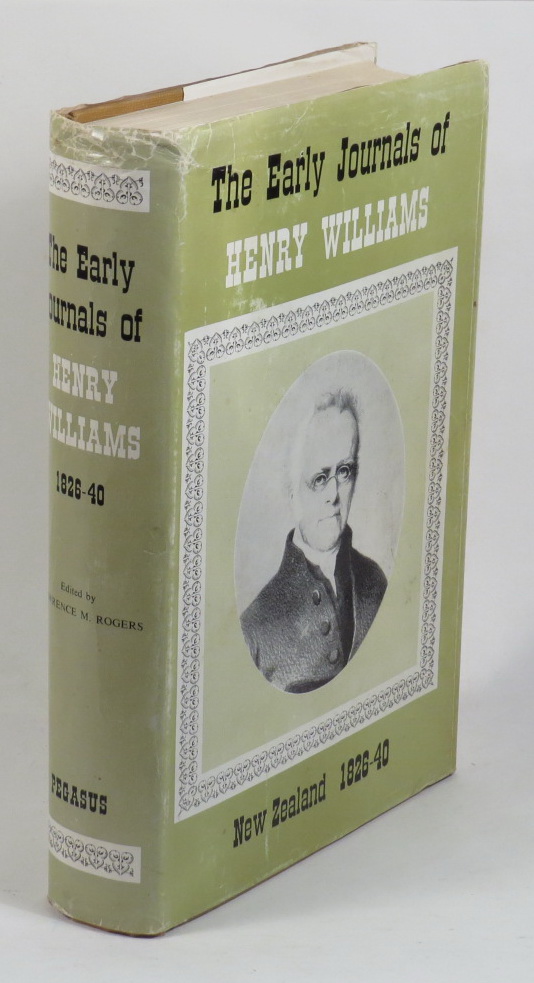 The Early Journals of
HENRY WILLIAMS
New Zealand 1826-40
The Early
Journals of
HENRY
WILLIAMS
1826-40
Edited by
M. ROGERS
PEGASUS